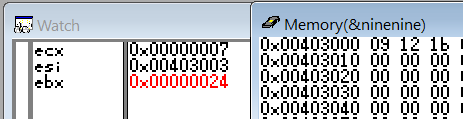 Watch
ecx 0x00000007
esi 0x00403003
ebx 0x00000024
Memory(&ninenine)
0x00403000 09 12 1b
0x00403010 00 00 00
0x00403020 00 00 00
0x00403030 00 00 00
0x00403040 00 00 00